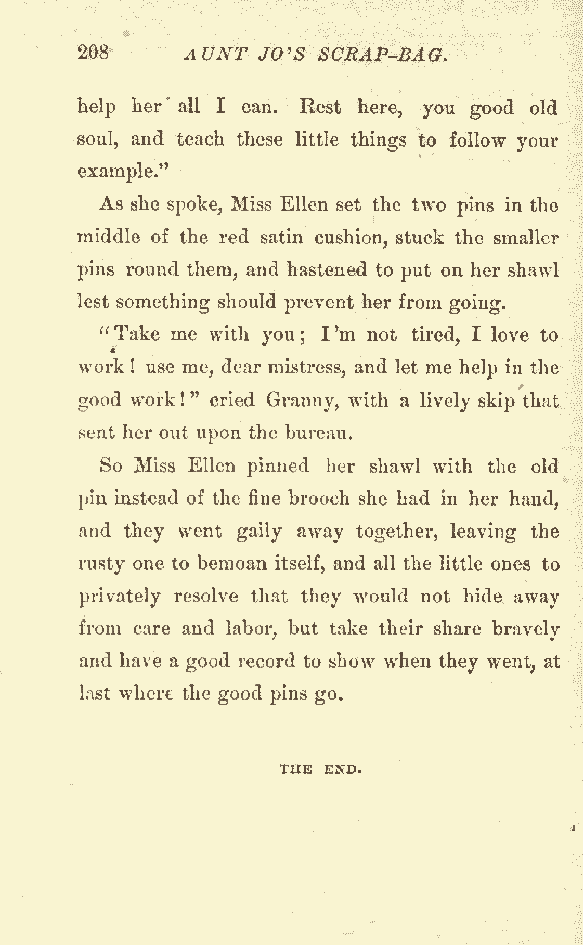 208 AUNT JO'S SCRAP-BAG.
help her all I can. Rest here, you good old
soul, and teach these little things to follow your
example."
As she spoke, Miss Ellen set the two pins in the
middle of the red satin cushion, stuck the smaller
pins round them, and hastened to put on her shawl
lest something should prevent her from going.
"Take me with you; I'm not tired, I love to
work! use me, dear mistress, and let me help in the
good work!" cried Granny, with a lively skip that
sent her out upon the bureau.
So Miss Ellen pinned her shawl with the old
pin instead of the fine brooch she had in her hand,
and they went gaily away together, leaving the
rusty one to bemoan itself, and all the little ones to
privately resolve that they would not hide away
from care and labor, but take their share bravely
and have a good record to show when they went, at
last where the good pins go.
THE END.